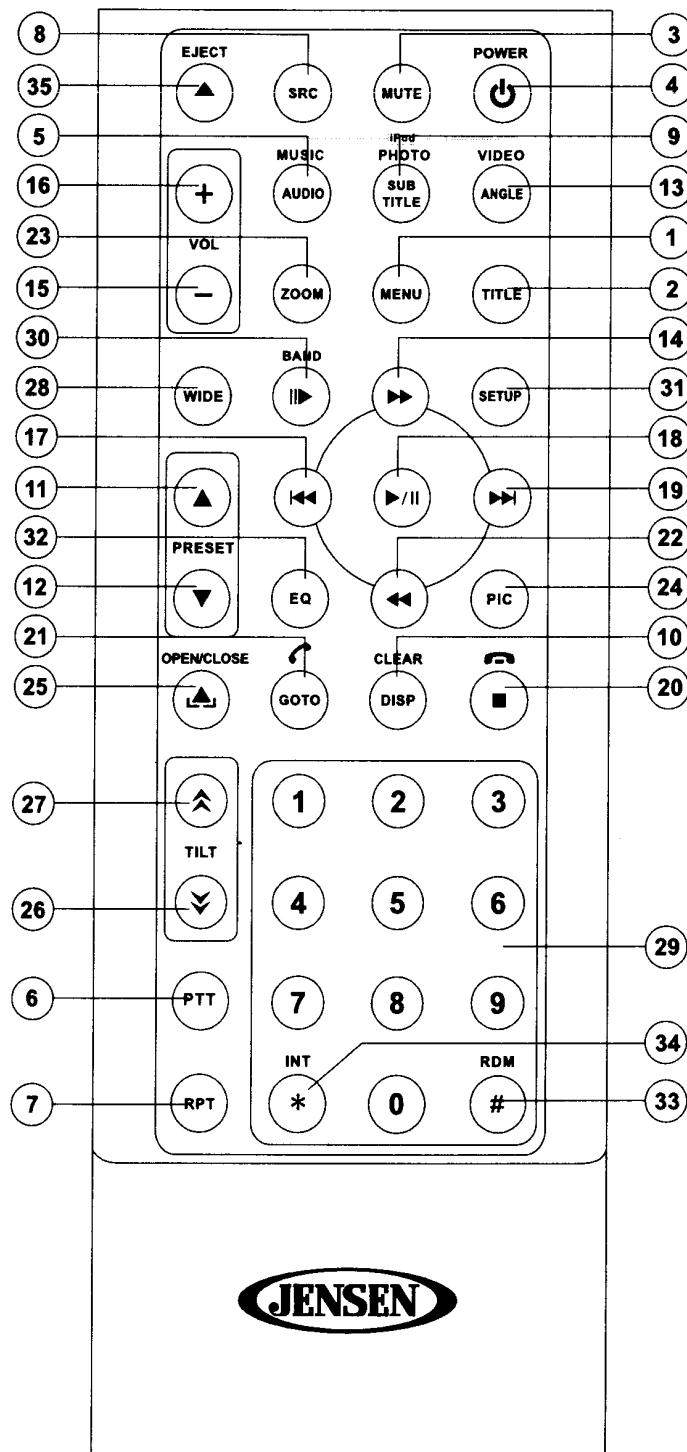 8
3
EJECT
POWER
35
SRC
MUTE
4
5
iPod
9
MUSIC
PHOTO
VIDEO
16
+
AUDIO
SUB
TITLE
ANGLE
13
23
VOL
1
15
−
ZOOM
MENU
TITLE
2
30
BAND
14
28
WIDE
SETUP
31
17
18
11
19
32
PRESET
22
12
EQ
PIC
24
21
10
OPEN/CLOSE
CLEAR
25
GOTO
DISP
20
27
1
2
3
TILT
26
4
5
6
29
6
PTT
7
8
9
INT
RDM
34
7
RPT
*
0
#
33
JENSEN